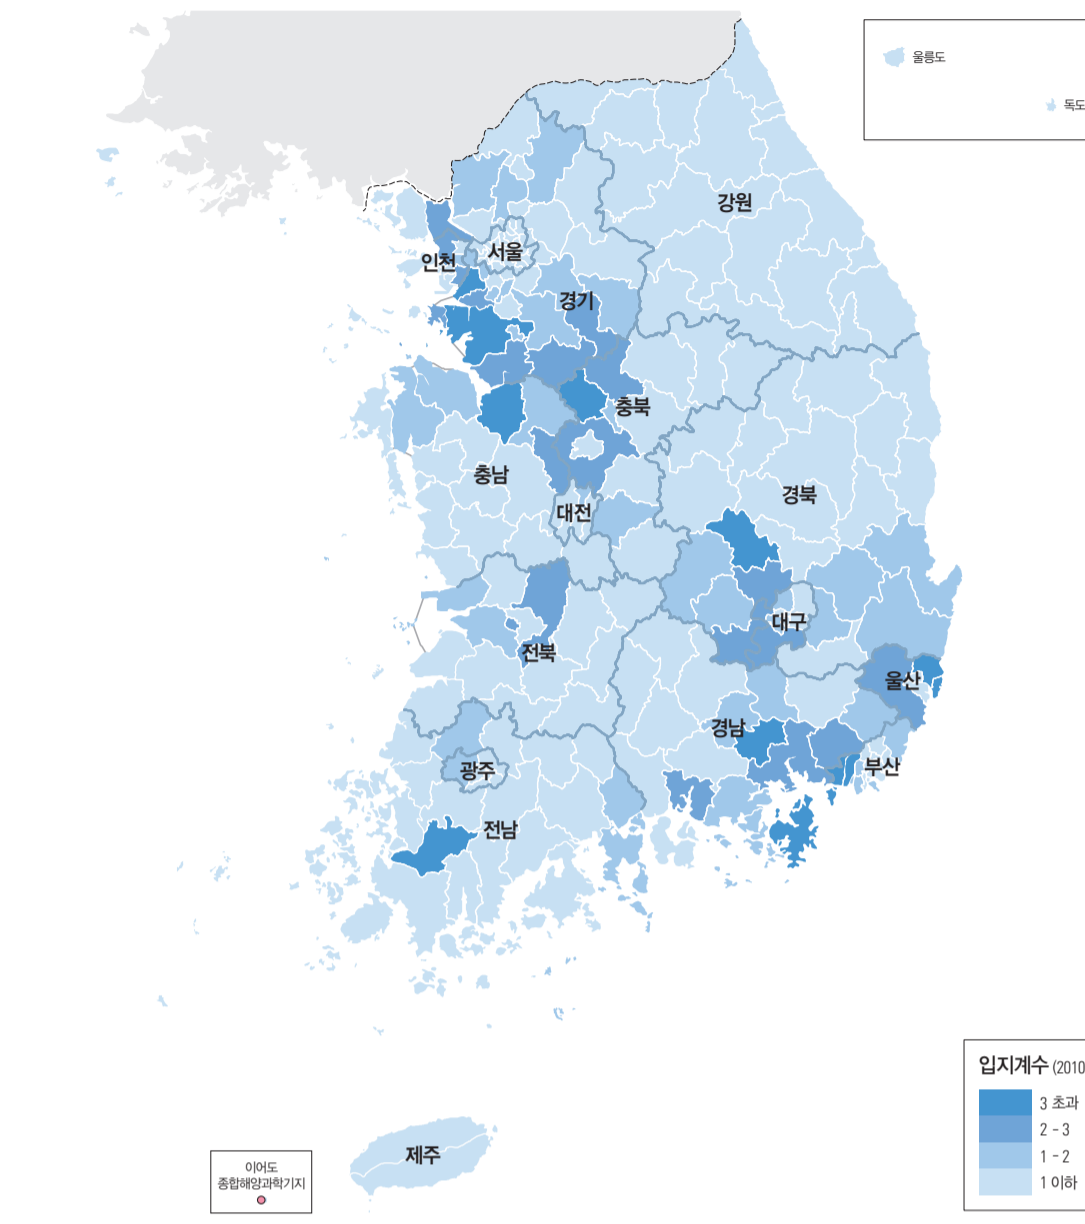 울릉도
독도
강원
서울
인천
경기
충북
충남
경북
대전
대구
전북
울산
경남
부산
광주
전남
제주
이어도
종합해양과학기지
입지계수 (2010
3 초과
2 - 3
1 - 2
1 이하